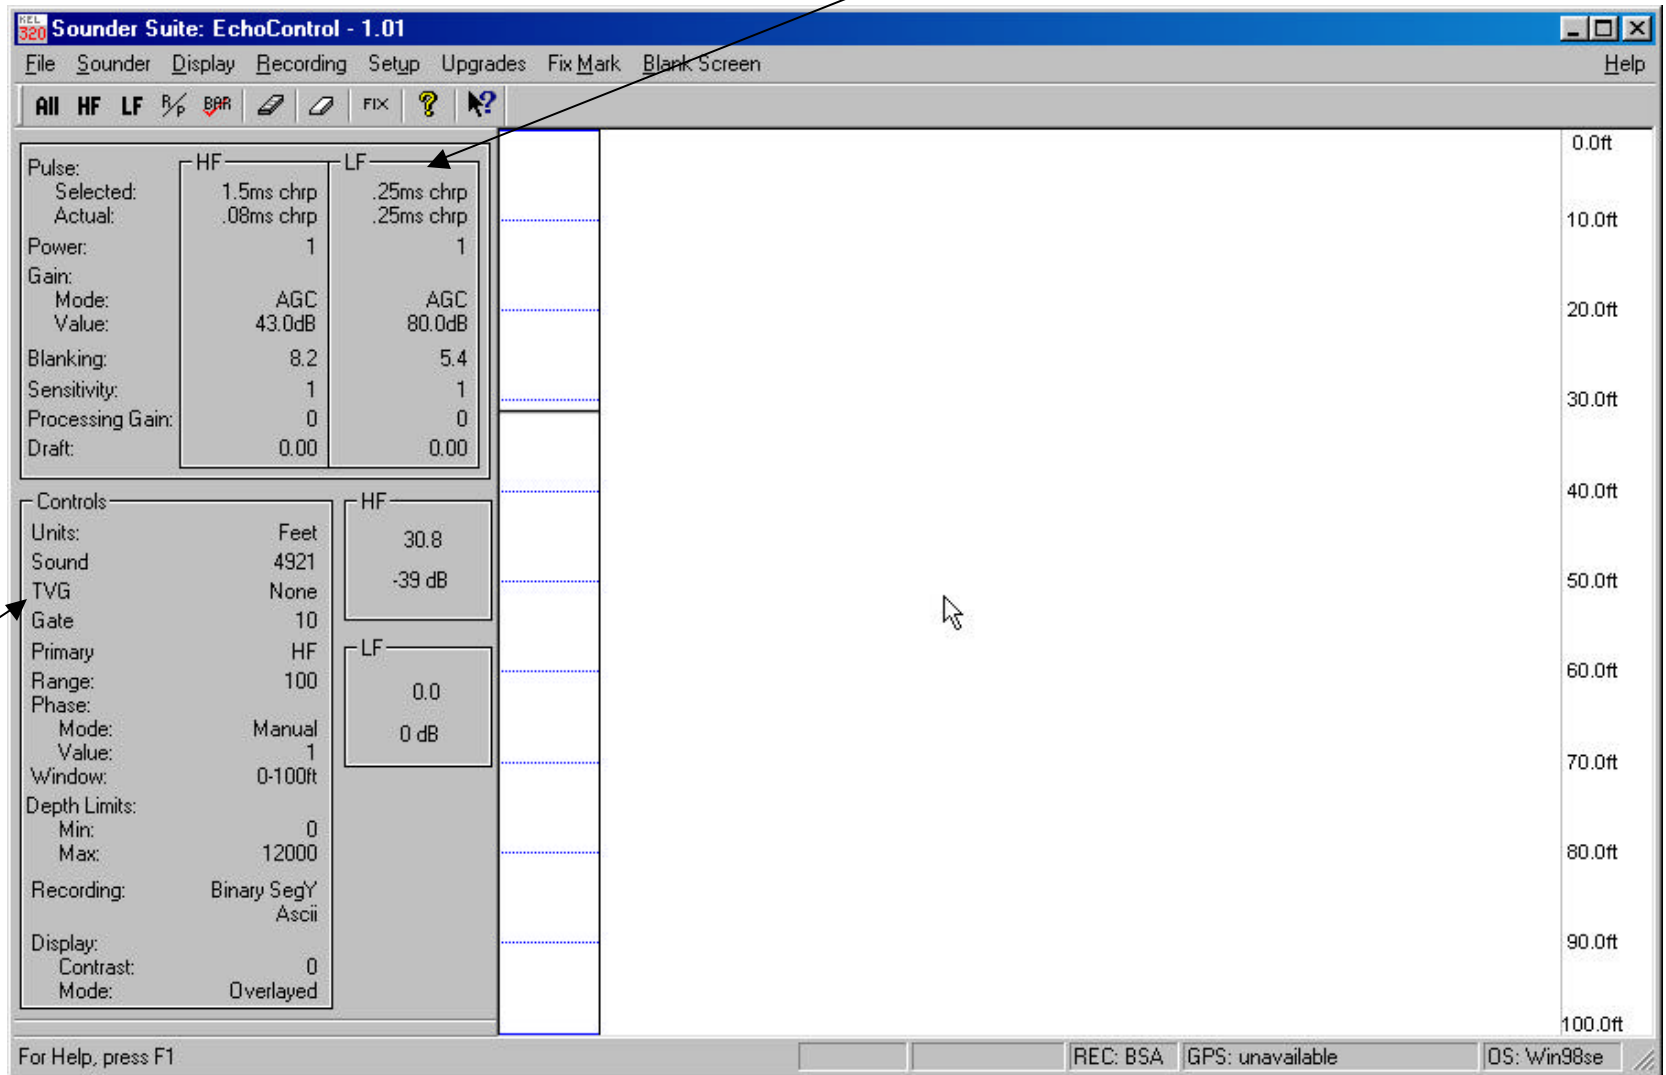 KEL 320 Sounder Suite: EchoControl - 1.01
File Sounder Display Recording Setup Upgrades Fix Mark Blank Screen Help
All HF LF R/P BAR FIX ? ?
HF LF
Pulse:
Selected: 1.5ms chrp .25ms chrp
Actual: .08ms chrp .25ms chrp
Power: 1 1
Gain:
Mode: AGC AGC
Value: 43.0dB 80.0dB
Blanking: 8.2 5.4
Sensitivity: 1 1
Processing Gain: 0 0
Draft: 0.00 0.00
Controls
Units: Feet
Sound 4921
TVG None
Gate 10
Primary HF
Range: 100
Phase:
Mode: Manual
Value: 1
Window: 0-100ft
Depth Limits:
Min: 0
Max: 12000
Recording: Binary SegY
Ascii
Display:
Contrast: 0
Mode: Overlayed
HF
30.8
-39 dB
LF
0.0
0 dB
0.0ft
10.0ft
20.0ft
30.0ft
40.0ft
50.0ft
60.0ft
70.0ft
80.0ft
90.0ft
100.0ft
For Help, press F1 REC: BSA GPS: unavailable OS: Win98se